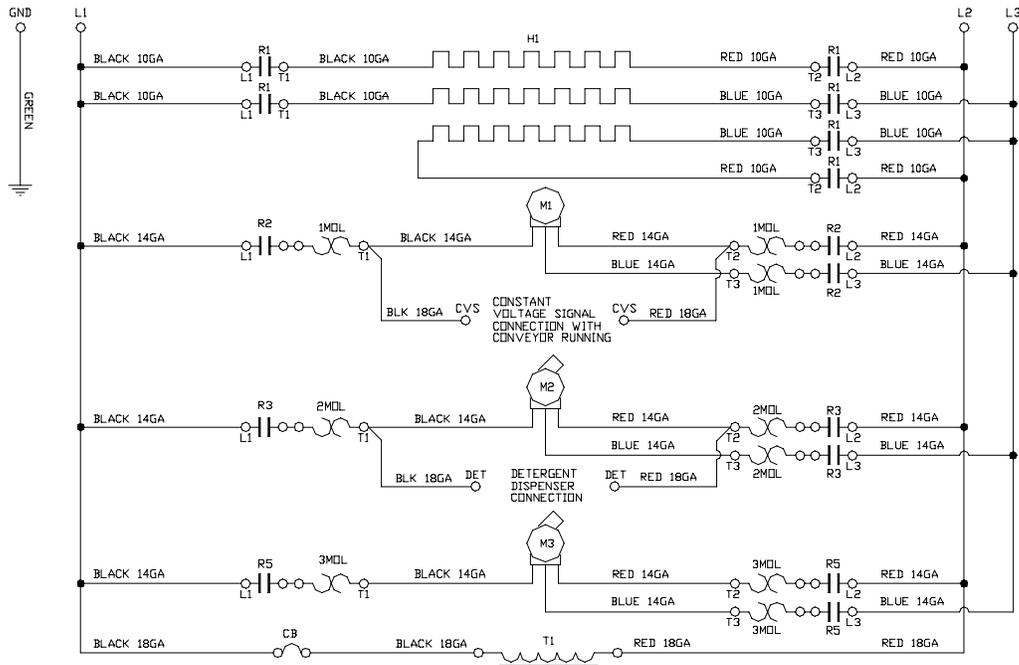 GND L1 L2 L3
H1
BLACK 10GA R1 BLACK 10GA RED 10GA R1 RED 10GA
L1 T1 T2 L2
BLACK 10GA R1 BLACK 10GA BLUE 10GA R1 BLUE 10GA
L1 T1 T3 L3
GREEN
BLUE 10GA R1 BLUE 10GA
T3 L3
RED 10GA R1 RED 10GA
T2 L2
M1
BLACK 14GA R2 1MOL BLACK 14GA RED 14GA 1MOL R2 RED 14GA
L1 T1 T2 L2
BLUE 14GA BLUE 14GA
T3 1MOL R2 L3
BLK 18GA CVS CONSTANT CVS RED 18GA
VOLTAGE SIGNAL
CONNECTION WITH
CONVEYOR RUNNING
M2
BLACK 14GA R3 2MOL BLACK 14GA RED 14GA 2MOL R3 RED 14GA
L1 T1 T2 L2
BLUE 14GA BLUE 14GA
T3 2MOL R3 L3
BLK 18GA DET DETERGENT DET RED 18GA
DISPENSER
CONNECTION
M3
BLACK 14GA R5 3MOL BLACK 14GA RED 14GA 3MOL R5 RED 14GA
L1 T1 T2 L2
BLUE 14GA BLUE 14GA
T3 3MOL R5 L3
BLACK 18GA CB BLACK 18GA T1 RED 18GA RED 18GA